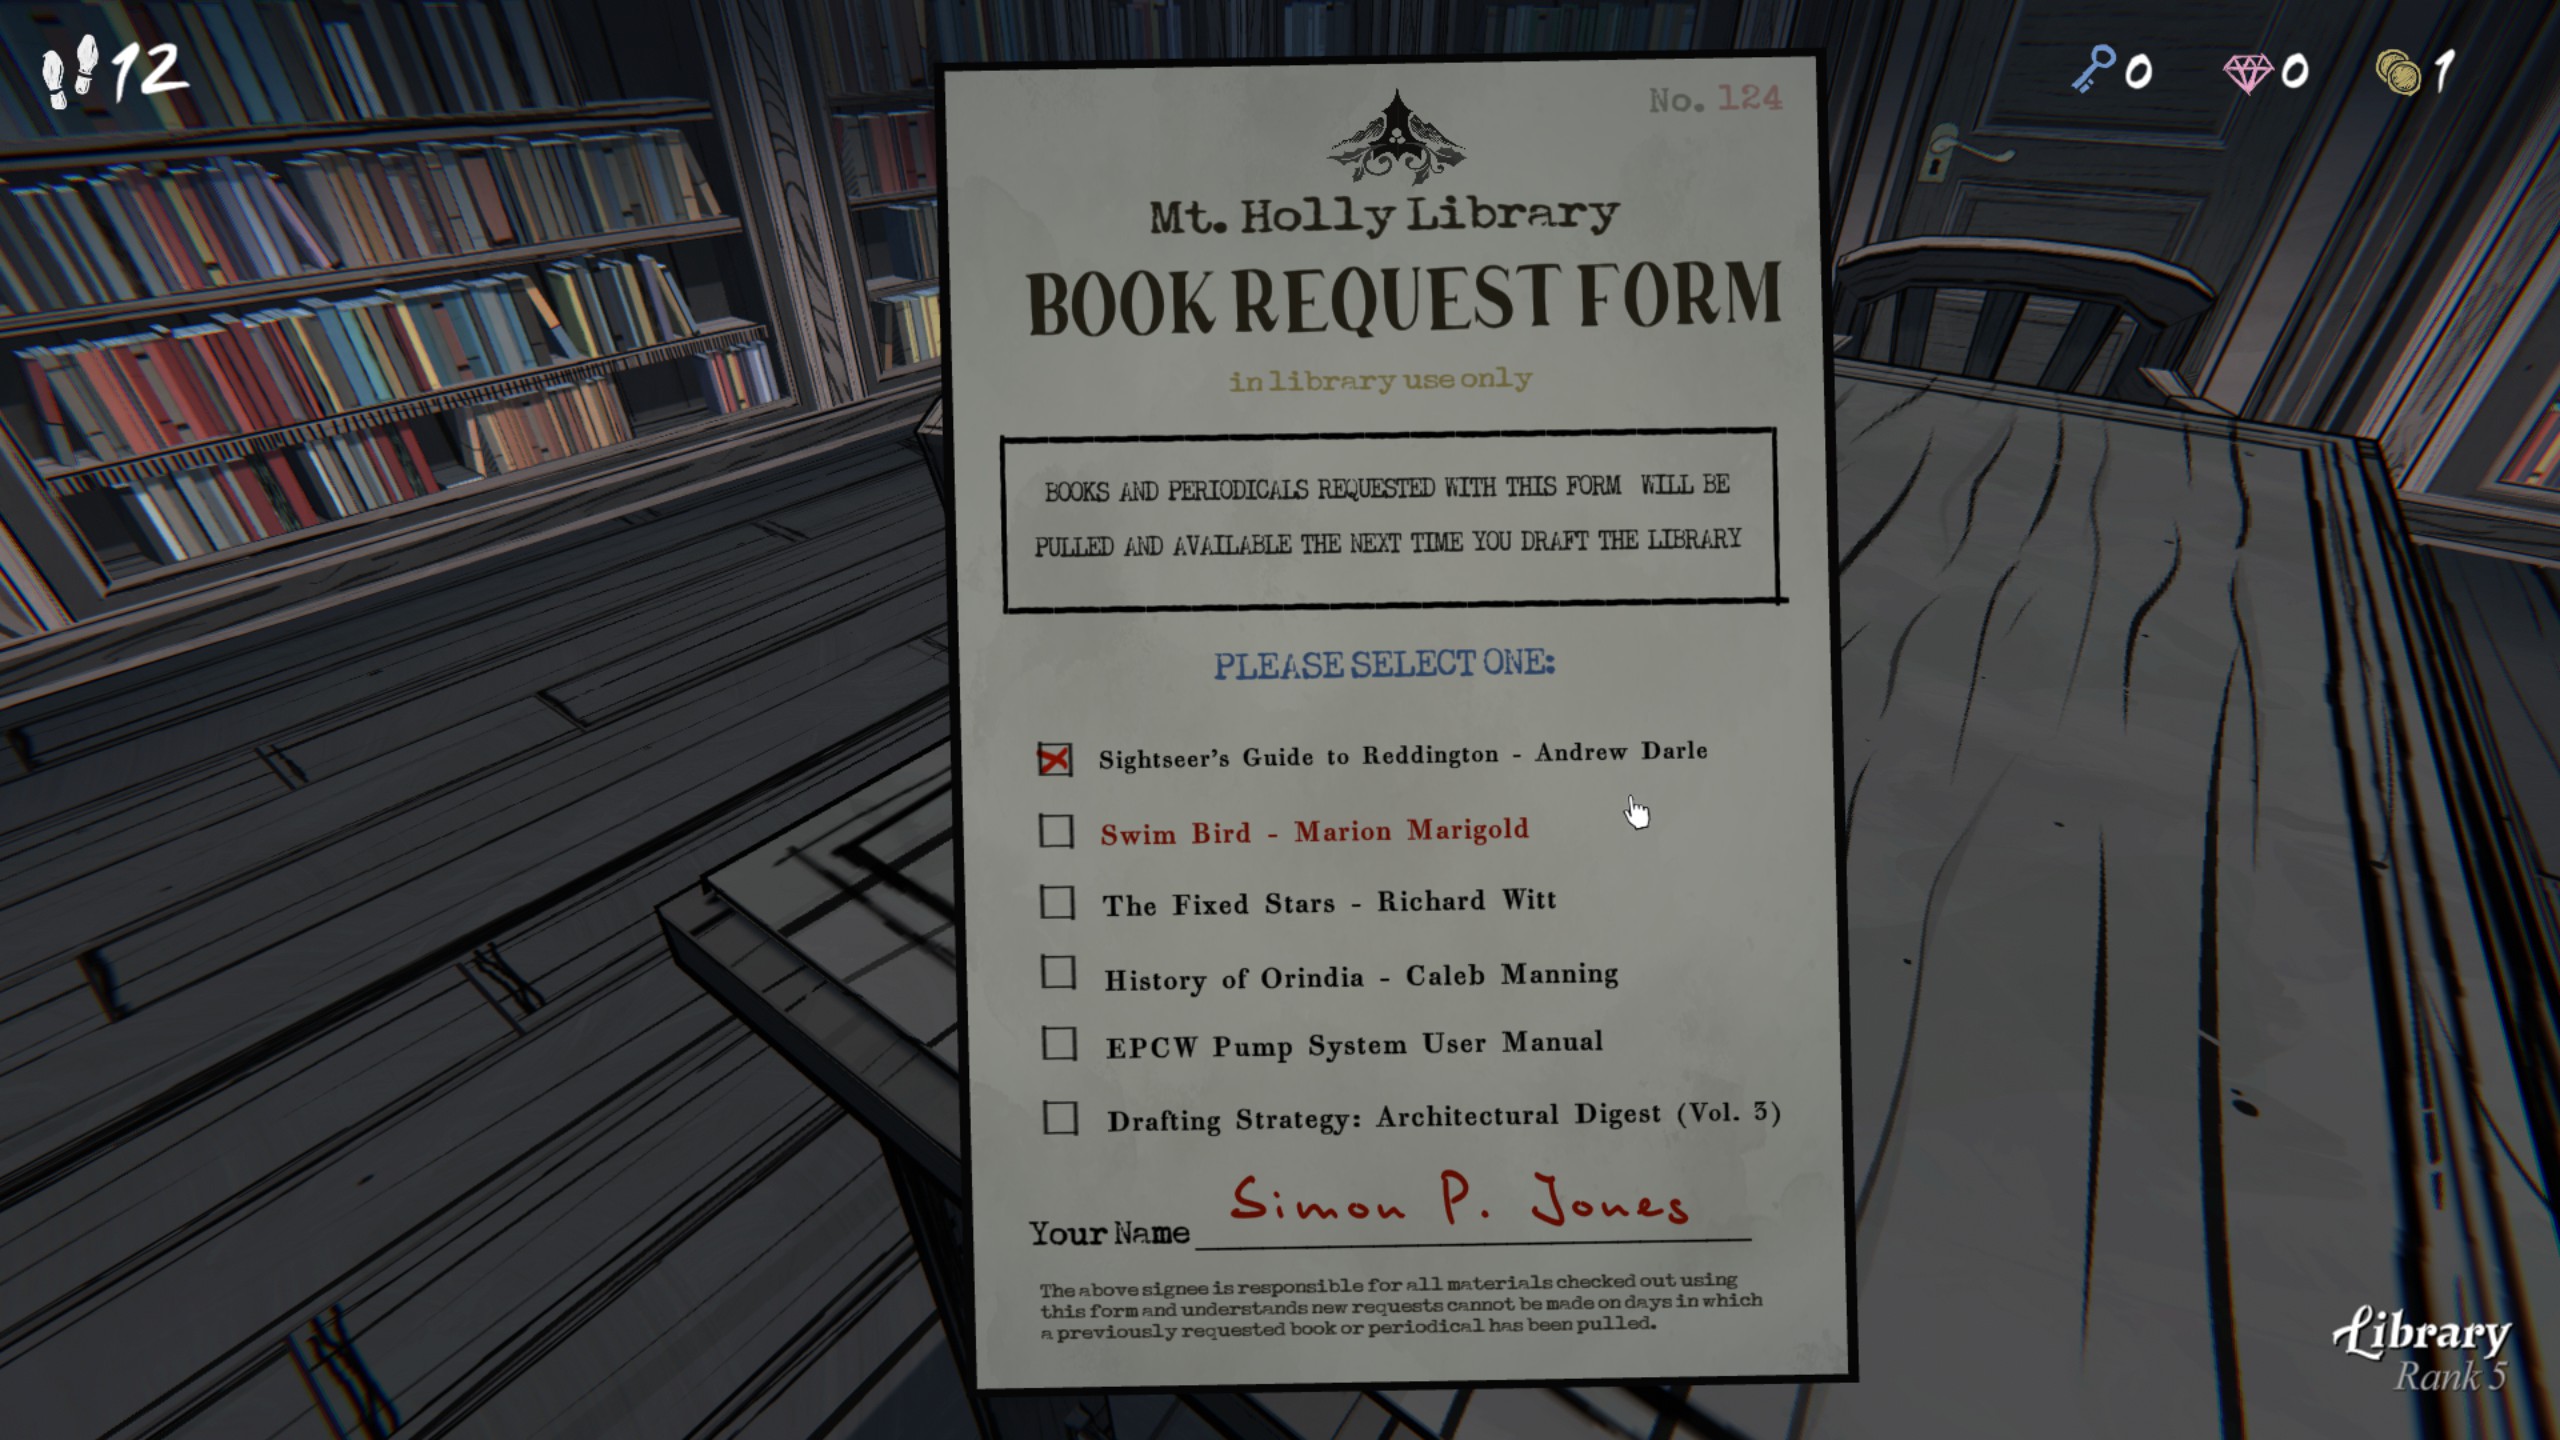 12
0
0
1
No. 124
Mt. Holly Library
BOOK REQUEST FORM
in library use only
BOOKS AND PERIODICALS REQUESTED WITH THIS FORM WILL BE
PULLED AND AVAILABLE THE NEXT TIME YOU DRAFT THE LIBRARY
PLEASE SELECT ONE:
Sightseer's Guide to Reddington - Andrew Darle
Swim Bird - Marion Marigold
The Fixed Stars - Richard Witt
History of Orindia - Caleb Manning
EPCW Pump System User Manual
Drafting Strategy: Architectural Digest (Vol. 3)
Your Name Simon P. Jones
The above signee is responsible for all materials checked out using
this form and understands new requests cannot be made on days in which
a previously requested book or periodical has been pulled.
Library
Rank 5